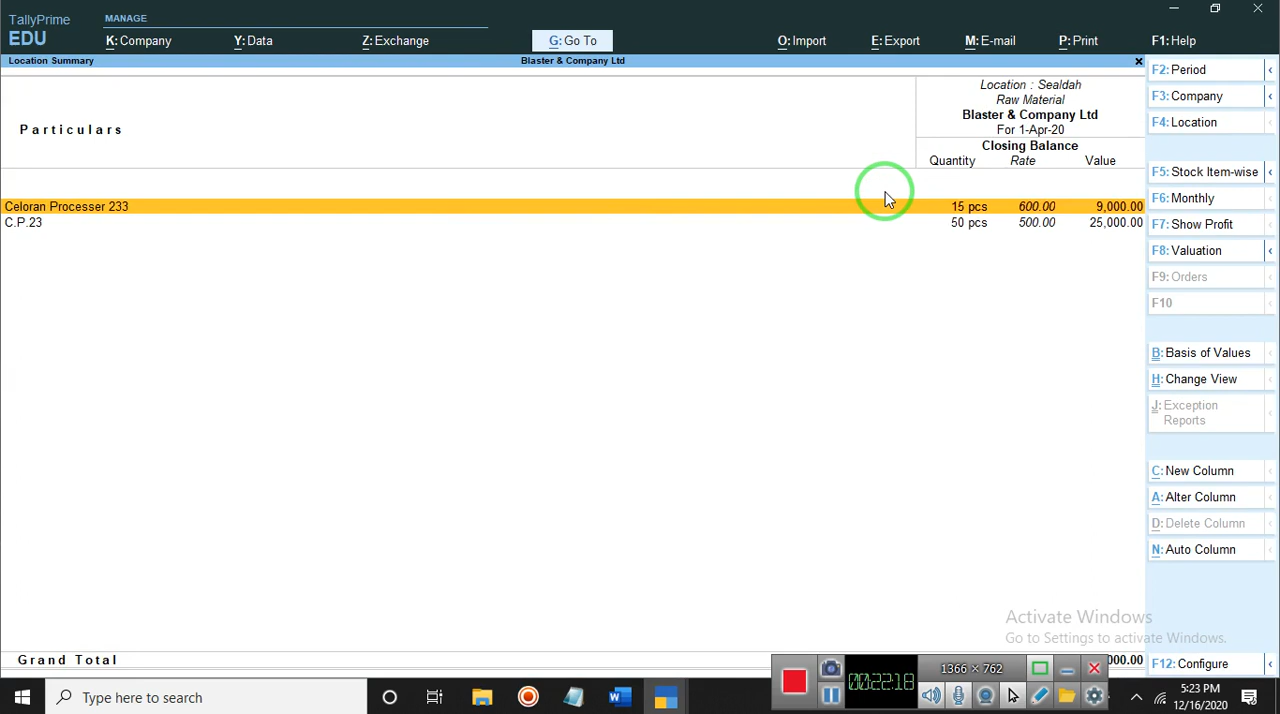 TallyPrime
MANAGE
EDU
K: Company
Y: Data
Z: Exchange
G: Go To
O: Import
E: Export
M: E-mail
P: Print
F1: Help
Location Summary
Blaster & Company Ltd
F2: Period
Location : Sealdah
Raw Material
F3: Company
Blaster & Company Ltd
F4: Location
Particulars
For 1-Apr-20
Closing Balance
Quantity Rate Value
F5: Stock Item-wise
F6: Monthly
Celoran Processer 233 15 pcs 600.00 9,000.00
C.P.23 50 pcs 500.00 25,000.00
F7: Show Profit
F8: Valuation
F9: Orders
F10
B: Basis of Values
H: Change View
J: Exception
Reports
C: New Column
A: Alter Column
D: Delete Column
N: Auto Column
Activate Windows
Go to Settings to activate Windows.
Grand Total
F12: Configure
1366 × 762
00:22:18
Type here to search
5:23 PM
12/16/2020